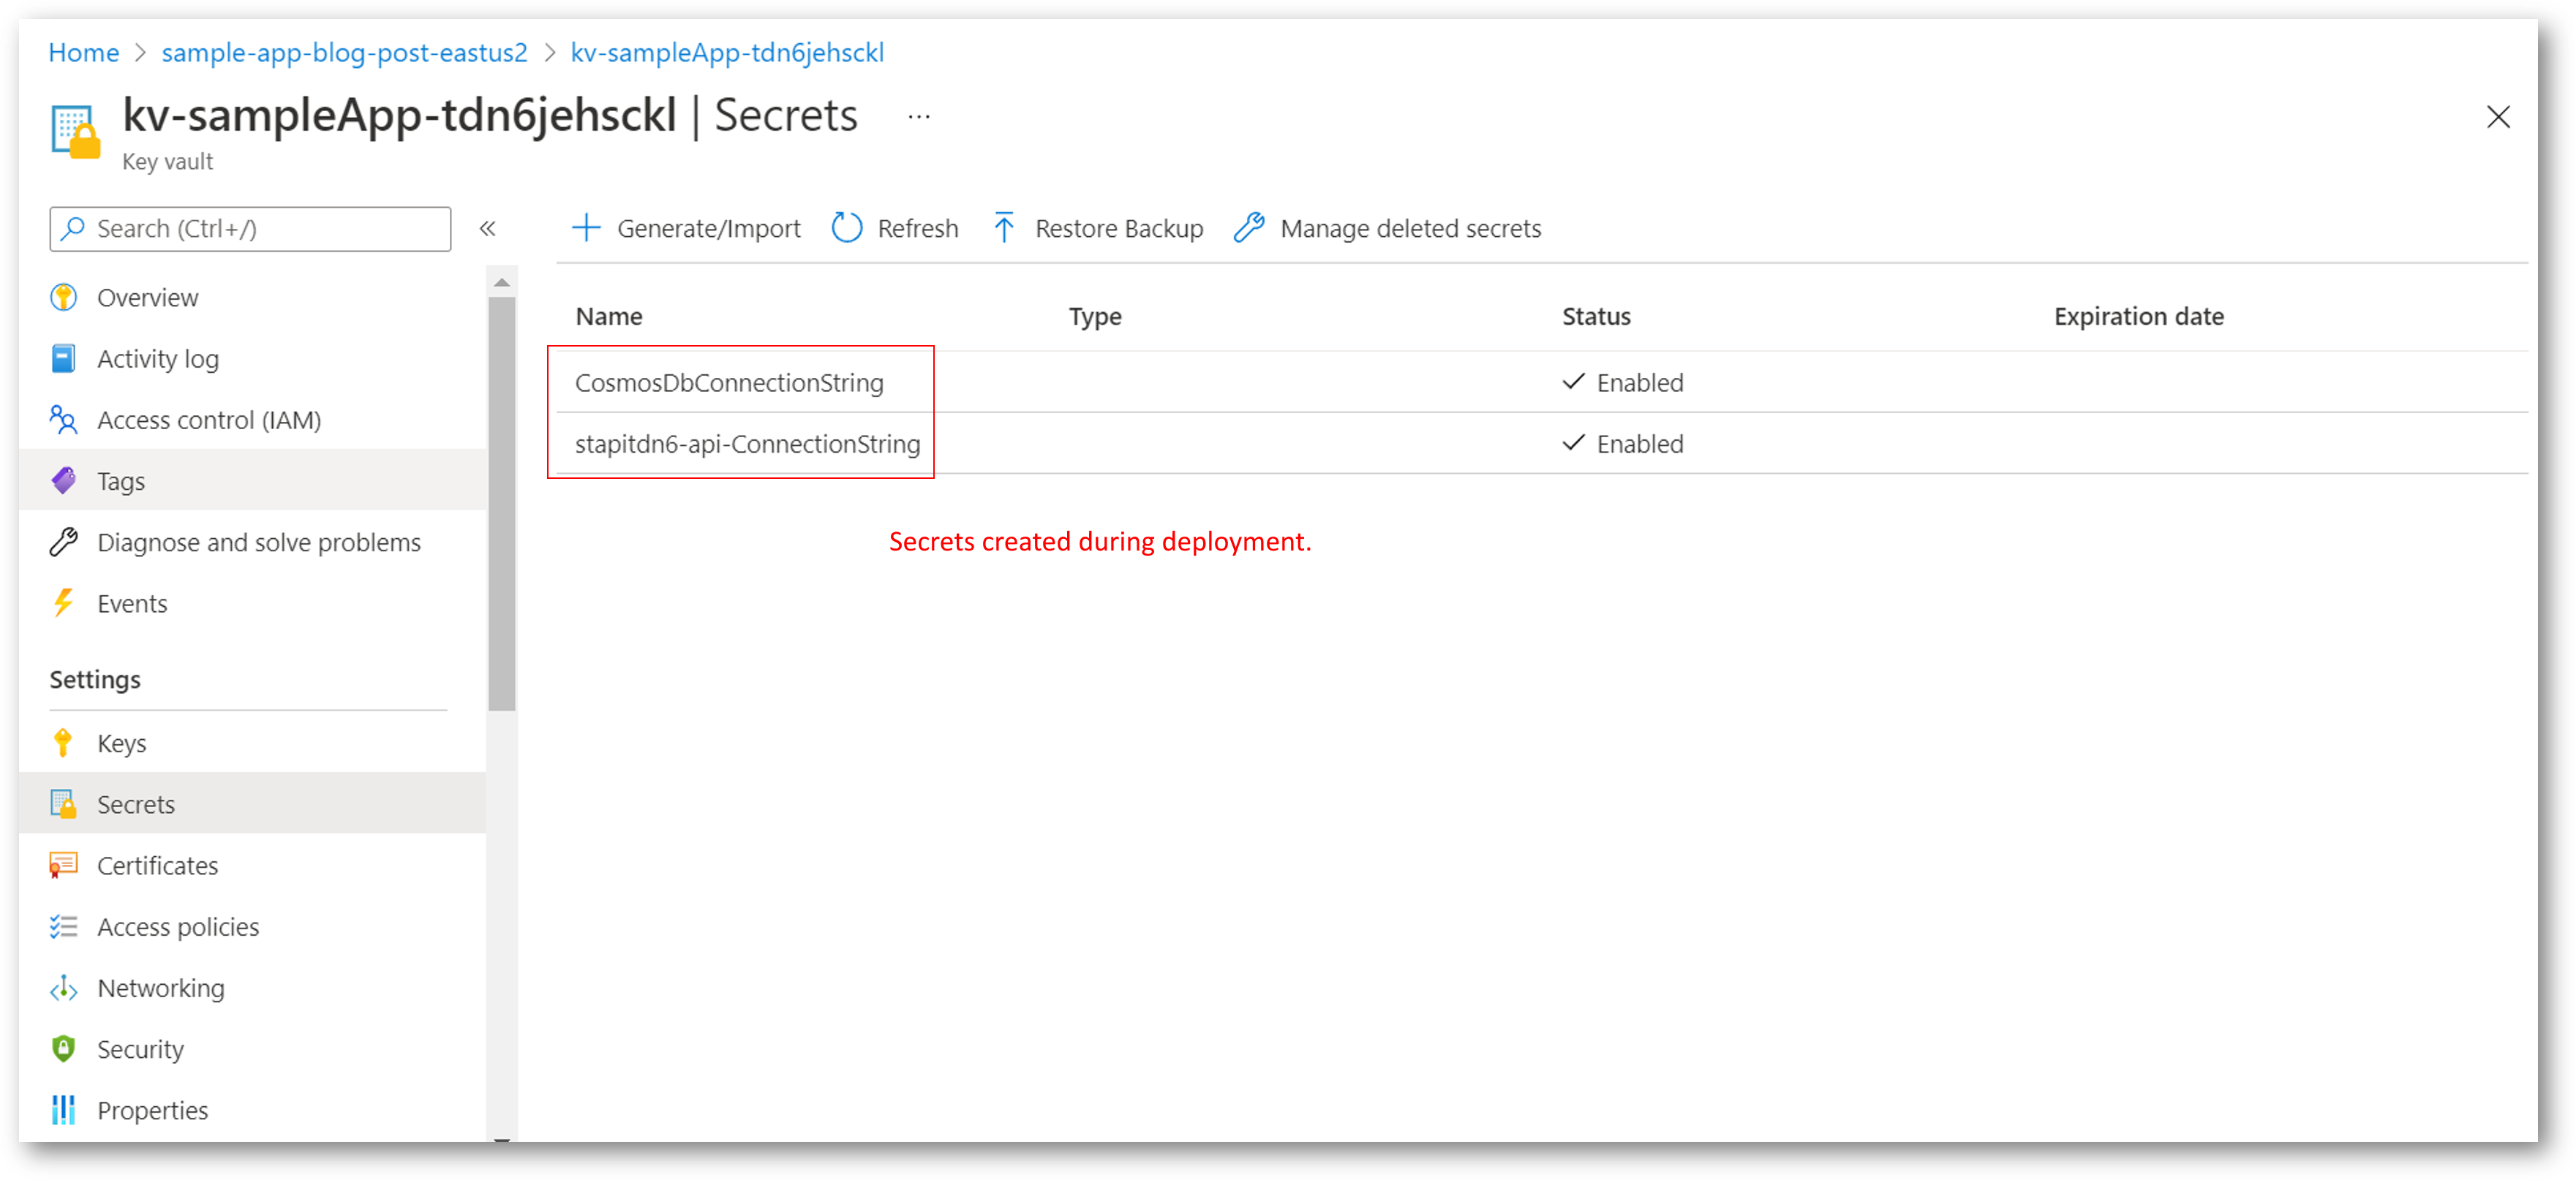 Home > sample-app-blog-post-eastus2 > kv-sampleApp-tdn6jehsckl
kv-sampleApp-tdn6jehsckl | Secrets ...
Key vault
Search (Ctrl+/) «
Generate/Import Refresh Restore Backup Manage deleted secrets
Overview
Activity log
Access control (IAM)
Tags
Diagnose and solve problems
Events
Settings
Keys
Secrets
Certificates
Access policies
Networking
Security
Properties
Name Type Status Expiration date
CosmosDbConnectionString Enabled
stapitdn6-api-ConnectionString Enabled
Secrets created during deployment.